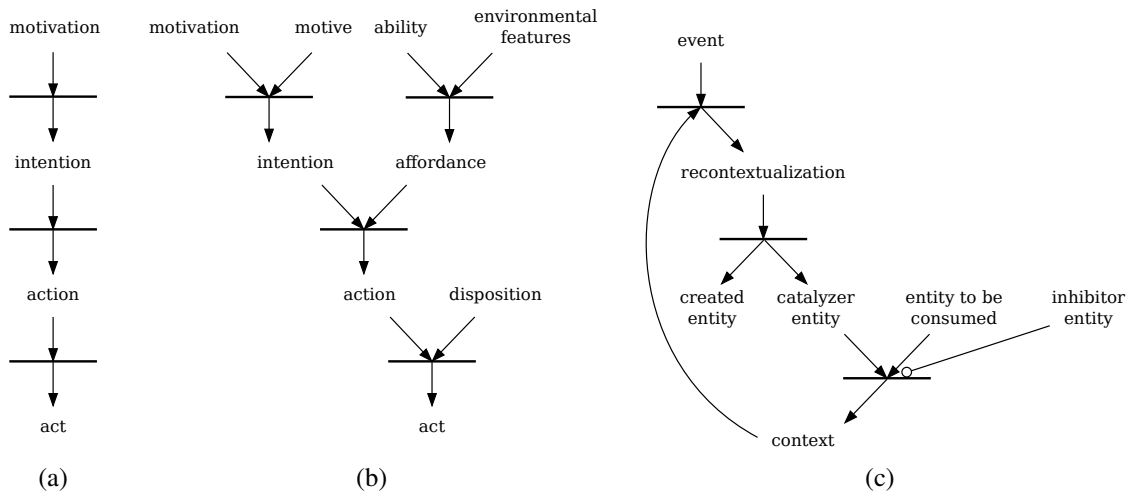 motivation
intention
action
act
(a)
motivation
motive
ability
environmental
features
intention
affordance
action
disposition
act
(b)
event
recontextualization
created
entity
catalyzer
entity
entity to be
consumed
inhibitor
entity
context
(c)